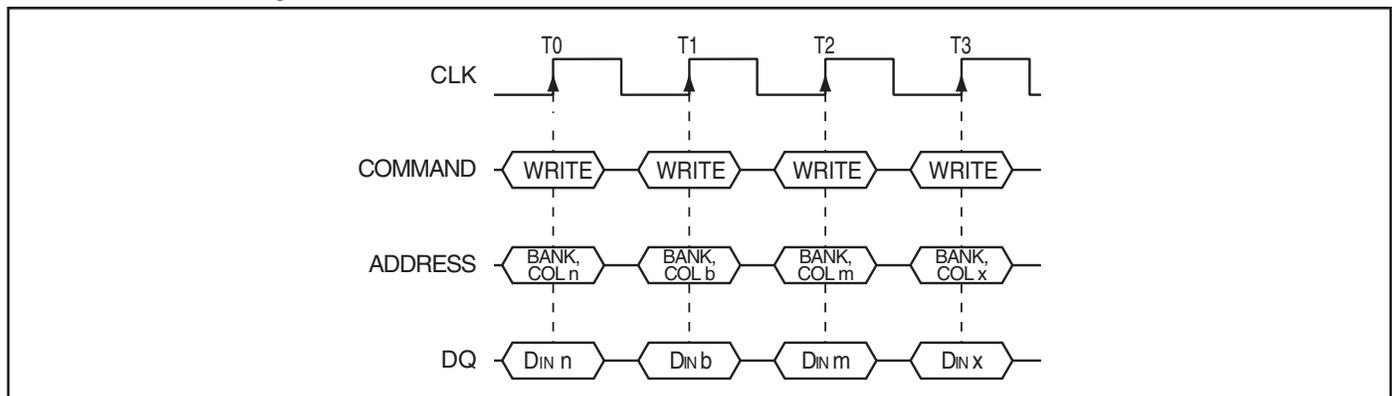 T0 T1 T2 T3
CLK
COMMAND WRITE WRITE WRITE WRITE
ADDRESS BANK, COL n BANK, COL b BANK, COL m BANK, COL x
DQ DIN n DIN b DIN m DIN x